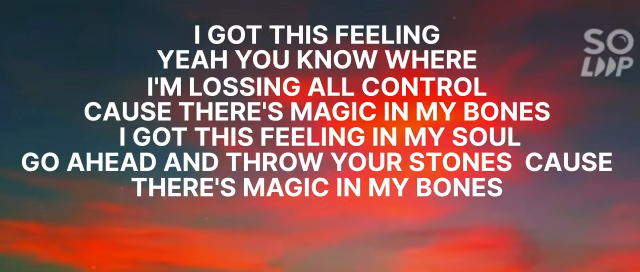 I GOT THIS FEELING
YEAH YOU KNOW WHERE
I'M LOSSING ALL CONTROL
CAUSE THERE'S MAGIC IN MY BONES
I GOT THIS FEELING IN MY SOUL
GO AHEAD AND THROW YOUR STONES  CAUSE
THERE'S MAGIC IN MY BONES
SO
LOOP